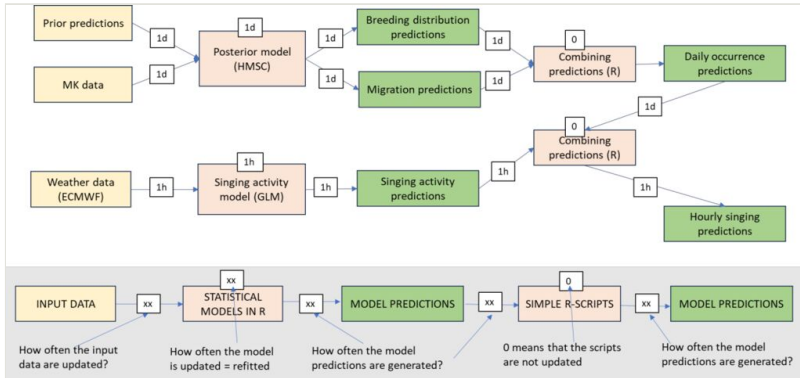 Prior predictions
1d
1d
Breeding distribution
predictions
1d
0
Posterior model
(HMSC)
1d
Combining
predictions (R)
Daily occurrence
predictions
MK data
1d
1d
Migration predictions
1d
1d
0
Combining
predictions (R)
1h
Weather data
(ECMWF)
1h
Singing activity
model (GLM)
1h
Singing activity
predictions
1h
1h
Hourly singing
predictions
xx
0
INPUT DATA
xx
STATISTICAL
MODELS IN R
xx
MODEL PREDICTIONS
xx
SIMPLE R-SCRIPTS
xx
MODEL PREDICTIONS
How often the input
data are updated?
How often the model
is updated = refitted
How often the model
predictions are generated?
0 means that the scripts
are not updated
How often the model
predictions are generated?